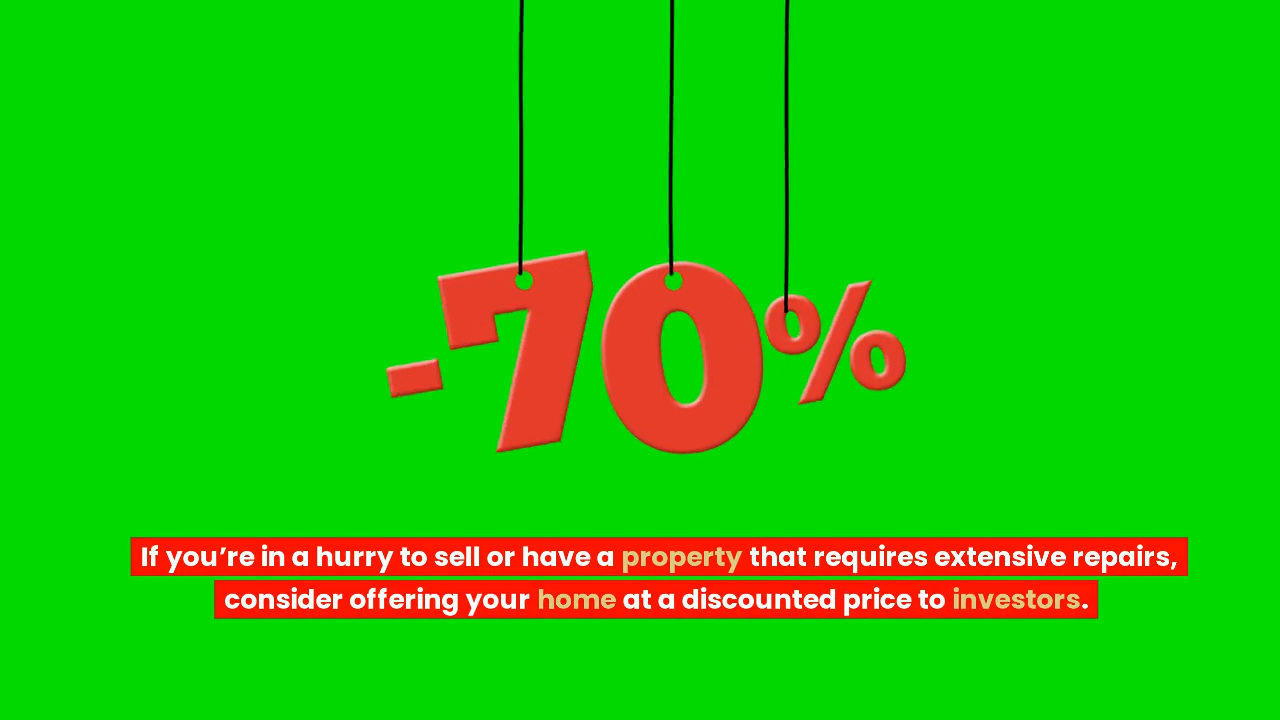 -70%
If you’re in a hurry to sell or have a property that requires extensive repairs,
consider offering your home at a discounted price to investors.